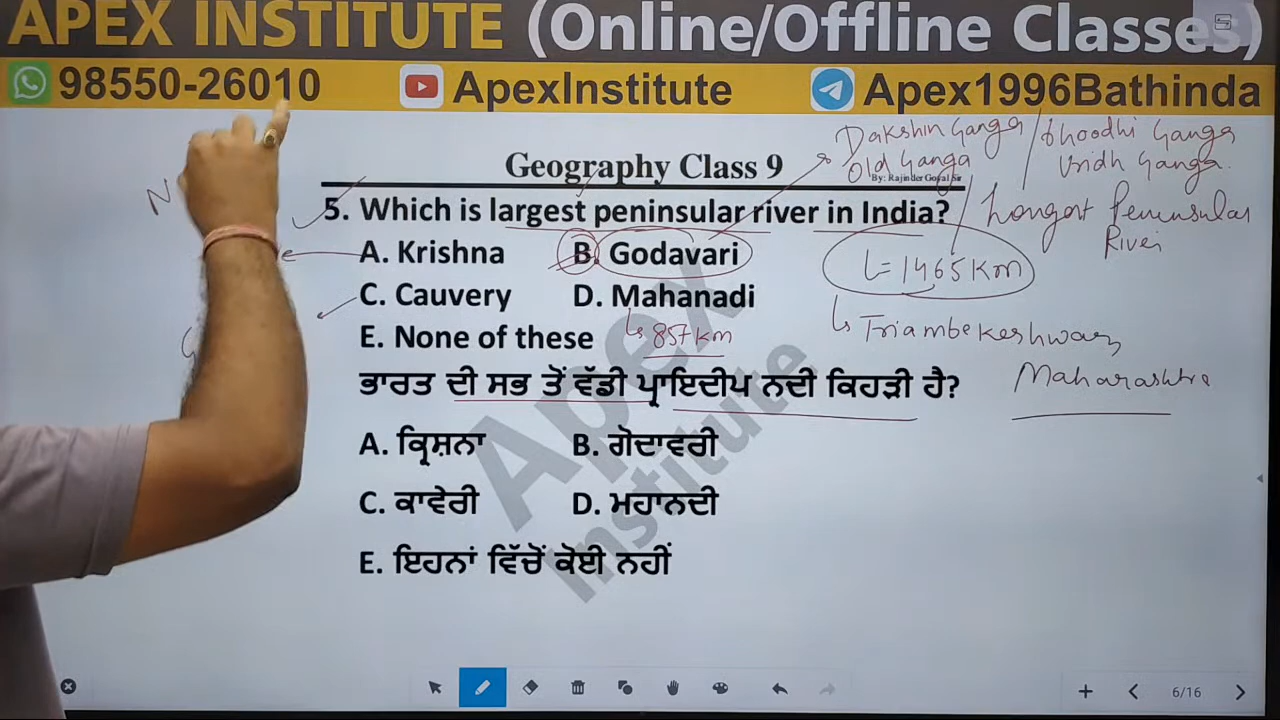 APEX INSTITUTE (Online/Offline Classes)
98550-26010 ApexInstitute Apex1996Bathinda
Dakshin Ganga / Bhoodhi Ganga
Old Ganga Vridh Ganga
Geography Class 9
By: Rajinder Goyal Sir
5. Which is largest peninsular river in India?
Longest Peninsular River
A. Krishna B. Godavari
L=1465 Km
C. Cauvery D. Mahanadi
E. None of these
857 km
Triambekeshwar,
Maharashtra
ਭਾਰਤ ਦੀ ਸਭ ਤੋਂ ਵੱਡੀ ਪ੍ਰਾਇਦੀਪ ਨਦੀ ਕਿਹੜੀ ਹੈ?
A. ਕ੍ਰਿਸ਼ਨਾ B. ਗੋਦਾਵਰੀ
C. ਕਾਵੇਰੀ D. ਮਹਾਨਦੀ
E. ਇਹਨਾਂ ਵਿੱਚੋਂ ਕੋਈ ਨਹੀਂ
Apex
Institute
6/16